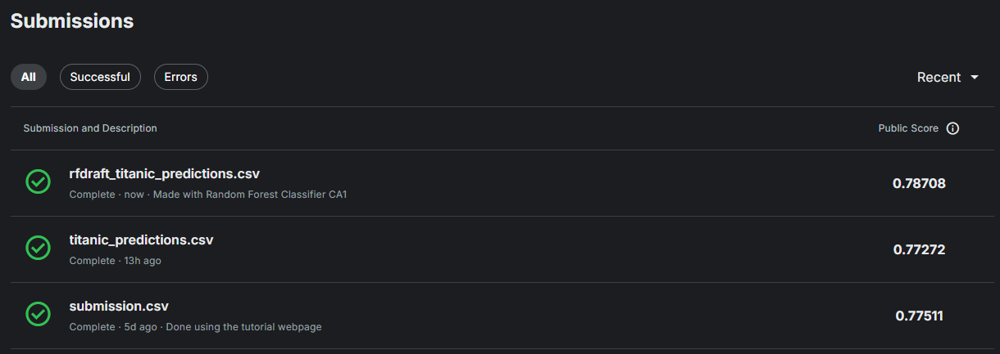 Submissions
All Successful Errors Recent
Submission and Description Public Score
rfdraft_titanic_predictions.csv
Complete · now · Made with Random Forest Classifier CA1
0.78708
titanic_predictions.csv
Complete · 13h ago
0.77272
submission.csv
Complete · 5d ago · Done using the tutorial webpage
0.77511